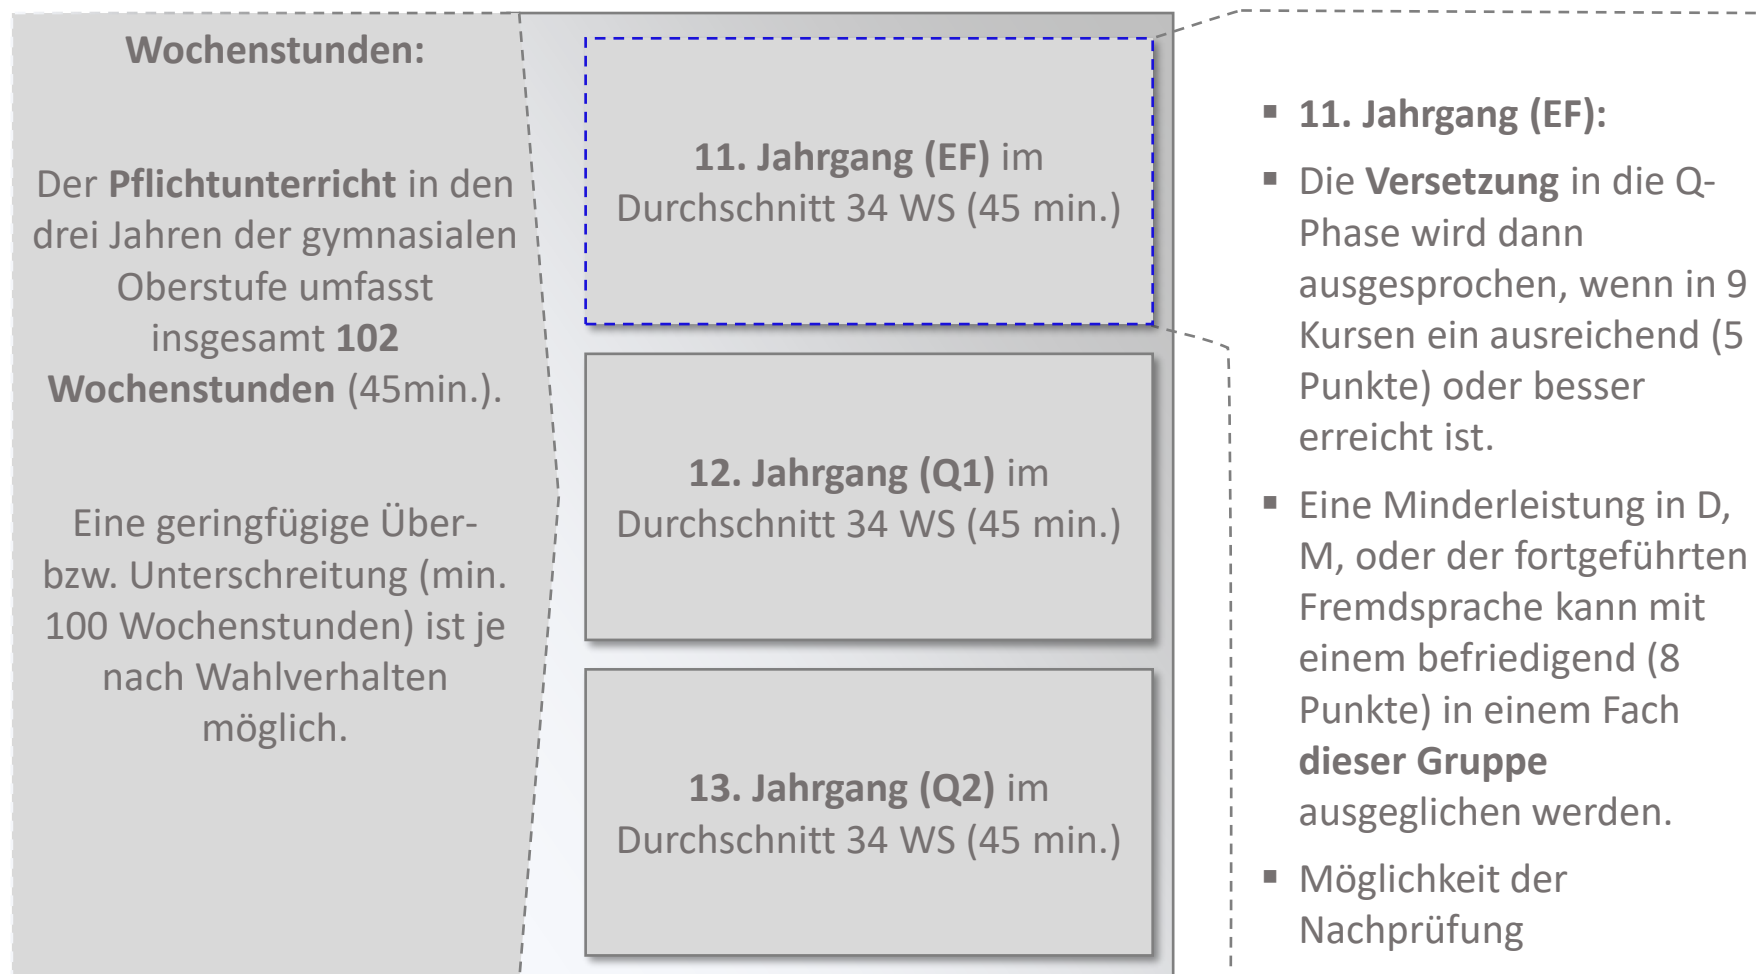 Wochenstunden:
Der Pflichtunterricht in den
drei Jahren der gymnasialen
Oberstufe umfasst
insgesamt 102
Wochenstunden (45min.).
Eine geringfügige Über-
bzw. Unterschreitung (min.
100 Wochenstunden) ist je
nach Wahlverhalten
möglich.
11. Jahrgang (EF) im
Durchschnitt 34 WS (45 min.)
12. Jahrgang (Q1) im
Durchschnitt 34 WS (45 min.)
13. Jahrgang (Q2) im
Durchschnitt 34 WS (45 min.)
▪ 11. Jahrgang (EF):
▪ Die Versetzung in die Q-
Phase wird dann
ausgesprochen, wenn in 9
Kursen ein ausreichend (5
Punkte) oder besser
erreicht ist.
▪ Eine Minderleistung in D,
M, oder der fortgeführten
Fremdsprache kann mit
einem befriedigend (8
Punkte) in einem Fach
dieser Gruppe
ausgeglichen werden.
▪ Möglichkeit der
Nachprüfung